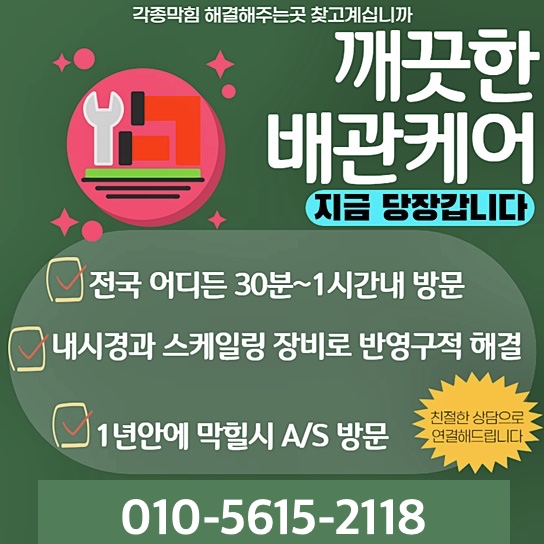 각종막힘 해결해주는곳 찾고계십니까
깨끗한
배관케어
지금 당장갑니다
전국 어디든 30분~1시간내 방문
내시경과 스케일링 장비로 반영구적 해결
1년안에 막힐시 A/S 방문
친절한 상담으로
연결해드립니다
010-5615-2118